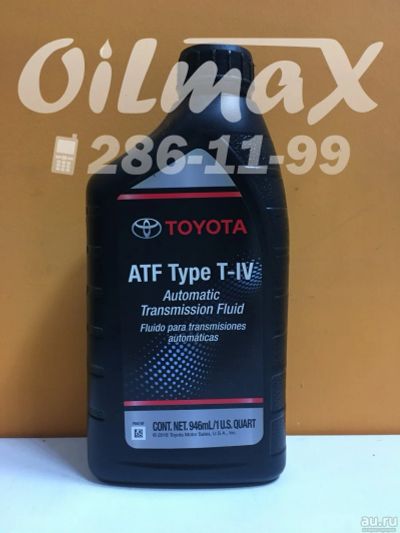 OilmaX
286-11-99
TOYOTA
ATF Type T-IV
Automatic
Transmission Fluid
Fluido para transmisiones
automáticas
CONT. NET. 946mL/1 U.S. QUART
au.ru